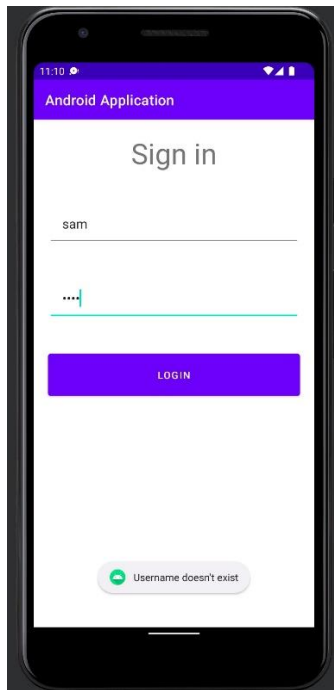 11:10
Android Application
Sign in
sam
••••
LOGIN
Username doesn't exist